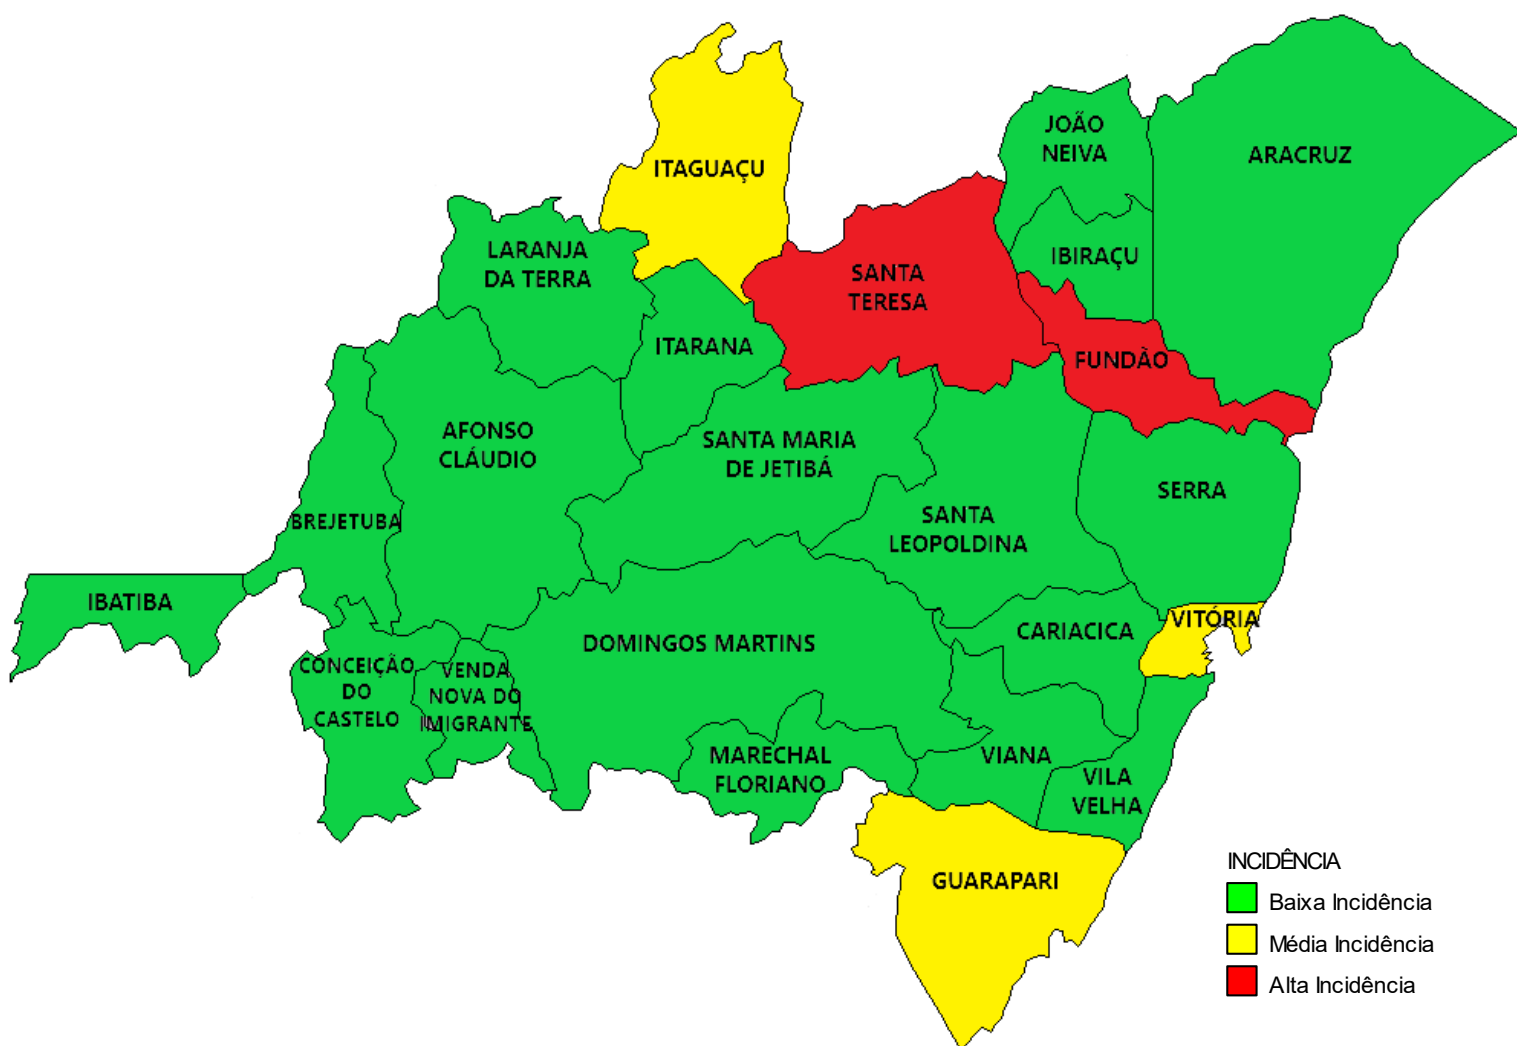 JOÃO
NEIVA
ARACRUZ
ITAGUAÇU
LARANJA
DA TERRA
IBIRAÇU
SANTA
TERESA
ITARANA
FUNDÃO
AFONSO
CLÁUDIO
SANTA MARIA
DE JETIBÁ
SERRA
BREJETUBA
SANTA
LEOPOLDINA
IBATIBA
VITÓRIA
CARIACICA
DOMINGOS MARTINS
CONCEIÇÃO
DO
CASTELO
VENDA
NOVA DO
IMIGRANTE
MARECHAL
FLORIANO
VIANA
VILA
VELHA
GUARAPARI
INCIDÊNCIA
Baixa Incidência
Média Incidência
Alta Incidência